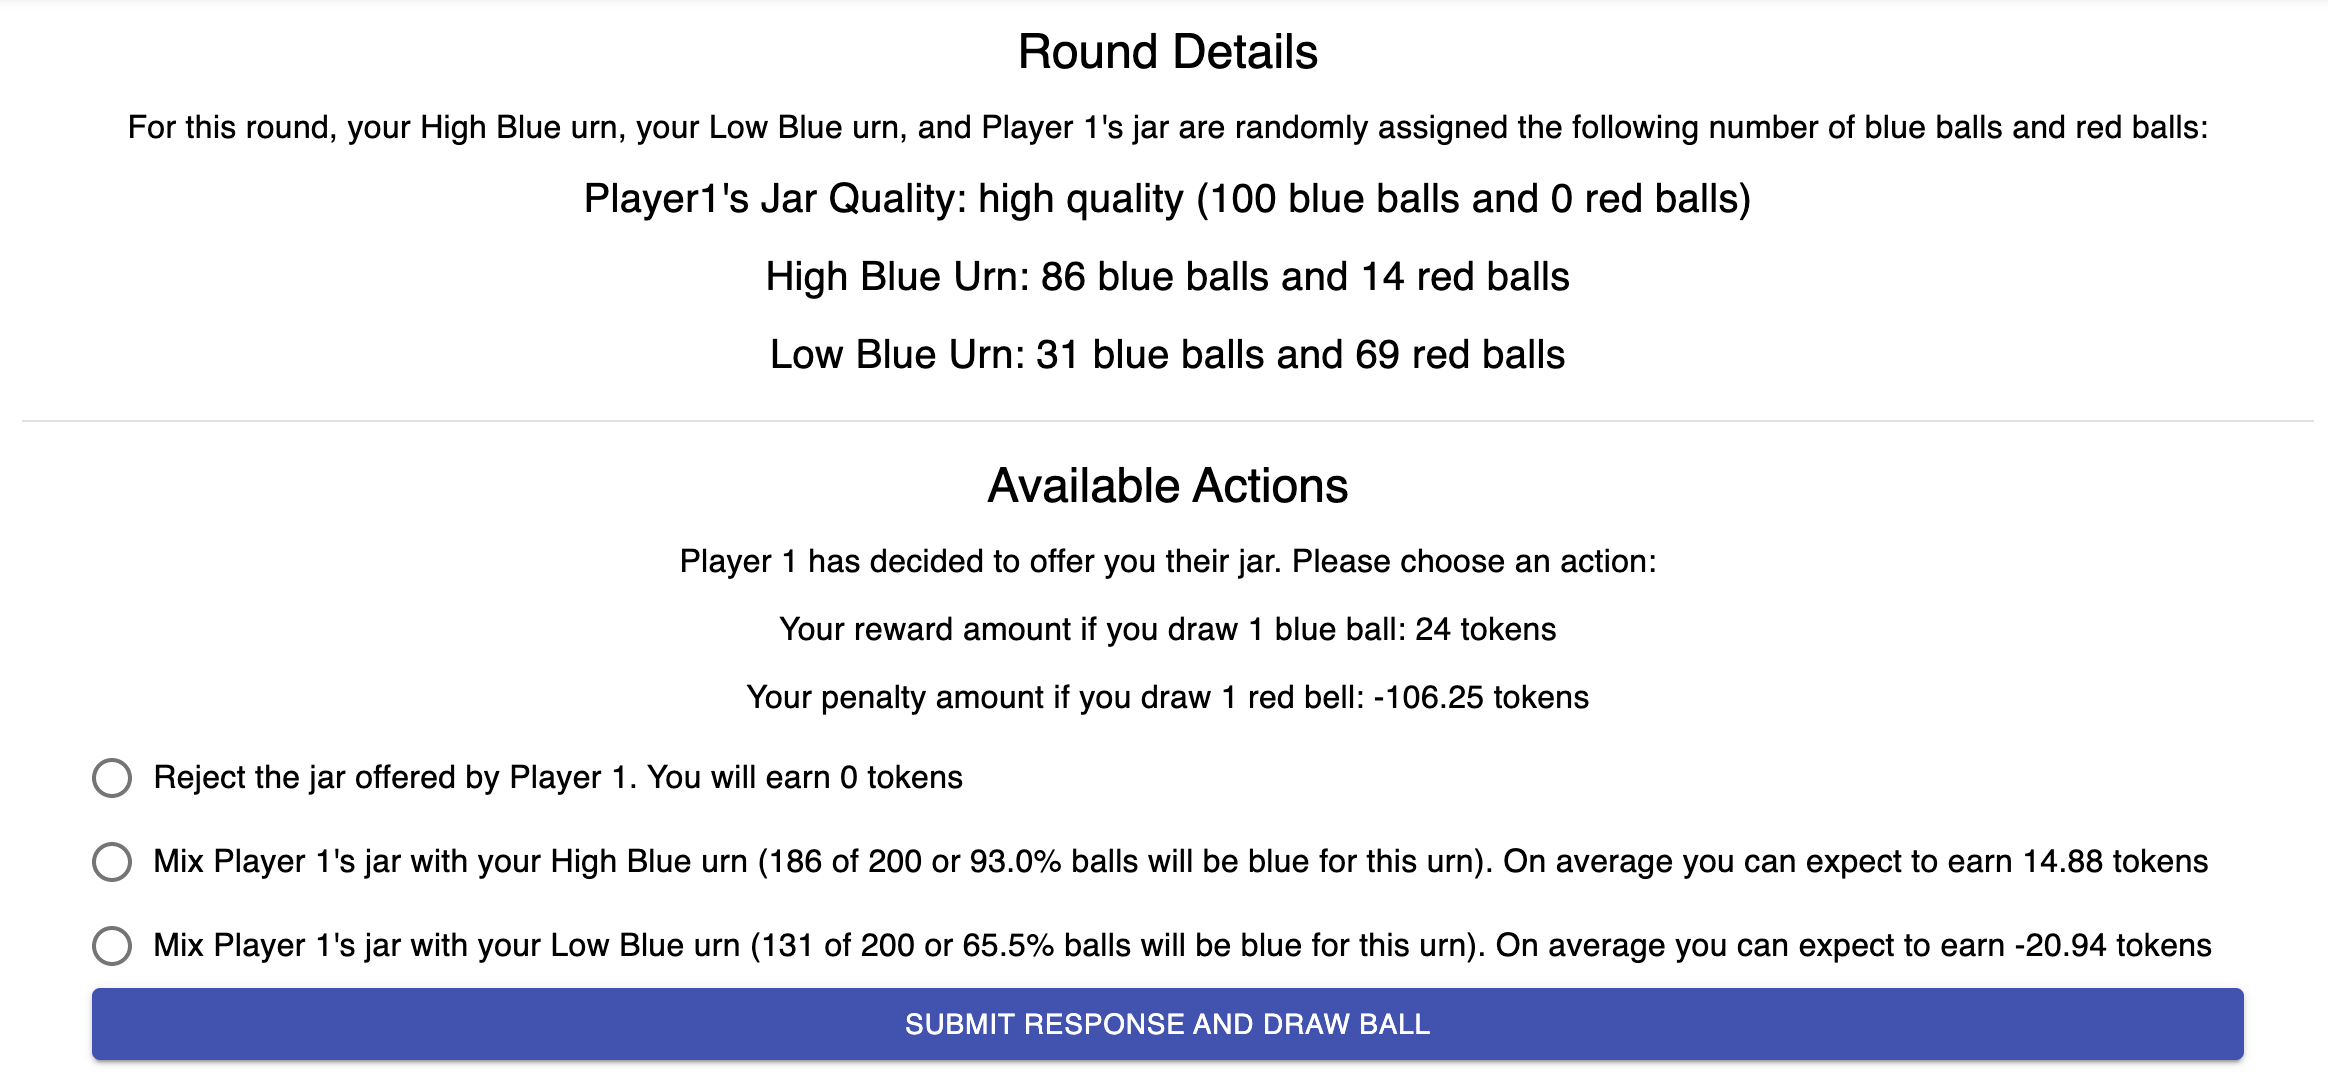 Round Details
For this round, your High Blue urn, your Low Blue urn, and Player 1's jar are randomly assigned the following number of blue balls and red balls:
Player1's Jar Quality: high quality (100 blue balls and 0 red balls)
High Blue Urn: 86 blue balls and 14 red balls
Low Blue Urn: 31 blue balls and 69 red balls
Available Actions
Player 1 has decided to offer you their jar. Please choose an action:
Your reward amount if you draw 1 blue ball: 24 tokens
Your penalty amount if you draw 1 red bell: -106.25 tokens
Reject the jar offered by Player 1. You will earn 0 tokens
Mix Player 1's jar with your High Blue urn (186 of 200 or 93.0% balls will be blue for this urn). On average you can expect to earn 14.88 tokens
Mix Player 1's jar with your Low Blue urn (131 of 200 or 65.5% balls will be blue for this urn). On average you can expect to earn -20.94 tokens
SUBMIT RESPONSE AND DRAW BALL